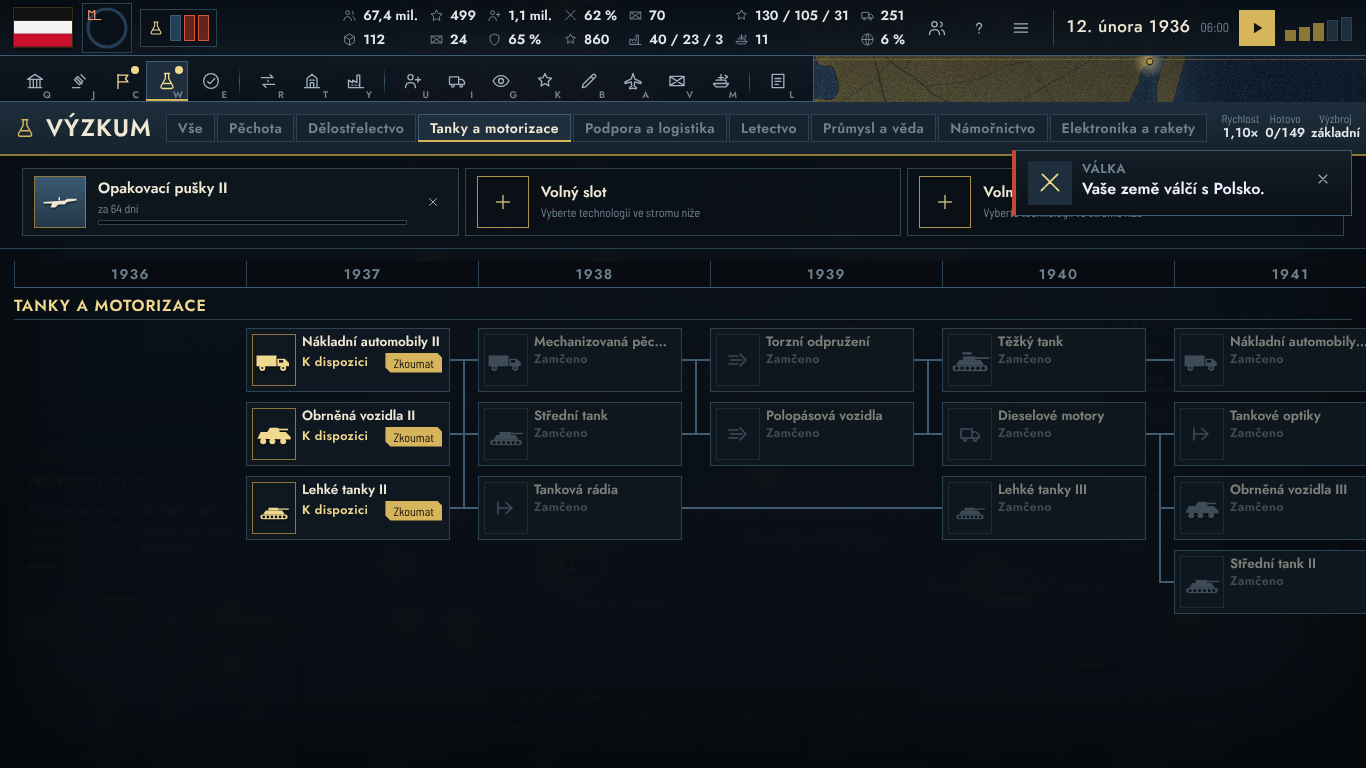 67,4 mil. 499 1,1 mil. 62 % 70 130 / 105 / 31 251
112 24 65 % 860 40 / 23 / 3 11 6 %
12. února 1936 06:00
Q J C W E R T Y U I G K B A V M L
VÝZKUM
Vše Pěchota Dělostřelectvo Tanky a motorizace Podpora a logistika Letectvo Průmysl a věda Námořnictvo Elektronika a rakety
Rychlost Hotovo Výzbroj
1,10× 0/149 základní
VÁLKA
Vaše země válčí s Polsko.
Opakovací pušky II
za 64 dní
Volný slot
Vyberte technologii ve stromu níže
1936 1937 1938 1939 1940 1941
TANKY A MOTORIZACE
Nákladní automobily II
K dispozici Zkoumat
Mechanizovaná pěc...
Zamčeno
Torzní odpružení
Zamčeno
Těžký tank
Zamčeno
Nákladní automobily...
Zamčeno
Obrněná vozidla II
K dispozici Zkoumat
Střední tank
Zamčeno
Polopásová vozidla
Zamčeno
Dieselové motory
Zamčeno
Tankové optiky
Zamčeno
Lehké tanky II
K dispozici Zkoumat
Tanková rádia
Zamčeno
Lehké tanky III
Zamčeno
Obrněná vozidla III
Zamčeno
Střední tank II
Zamčeno